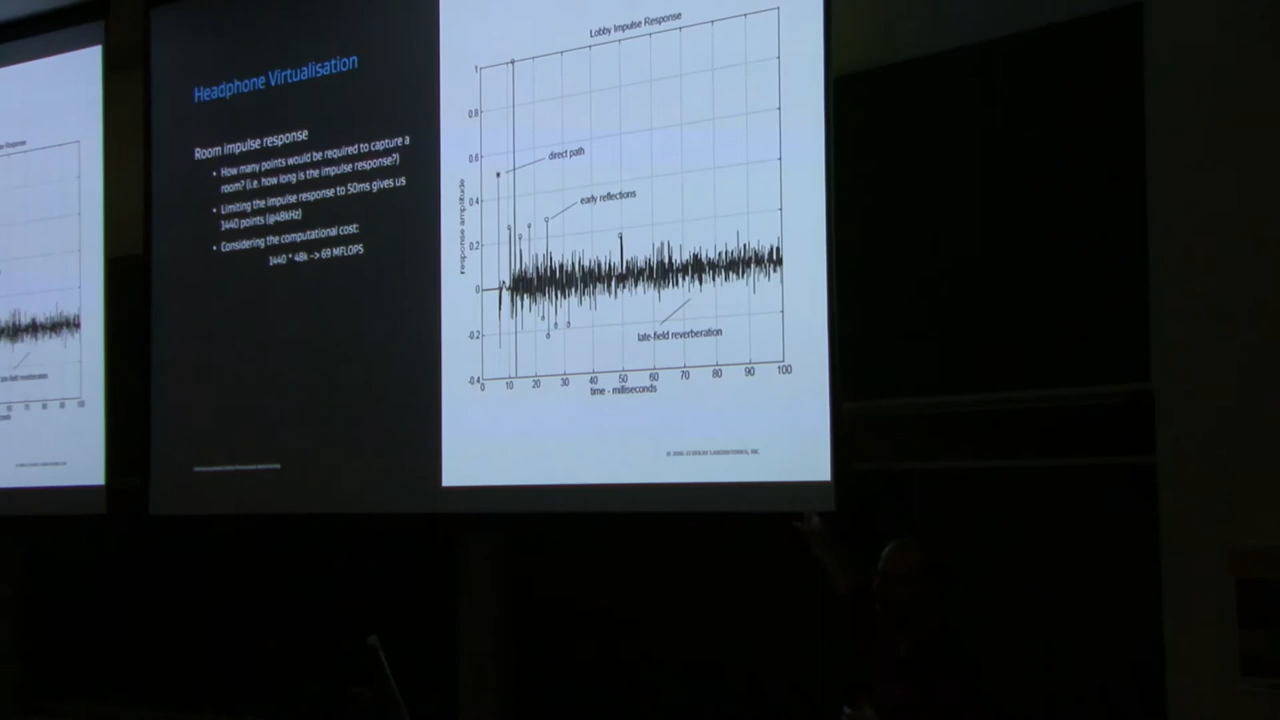 Headphone Virtualisation
Room impulse response
• How many points would be required to capture a
room? (i.e. how long is the impulse response?)
• Limiting the impulse response to 50ms gives us
1440 points (@48kHz)
• Considering the computational cost:
1440 * 48k -> 69 MFLOPS
Lobby Impulse Response
response amplitude
1
0.8
0.6
0.4
0.2
0
-0.2
-0.4
direct path
early reflections
late-field reverberation
0 10 20 30 40 50 60 70 80 90 100
time - milliseconds